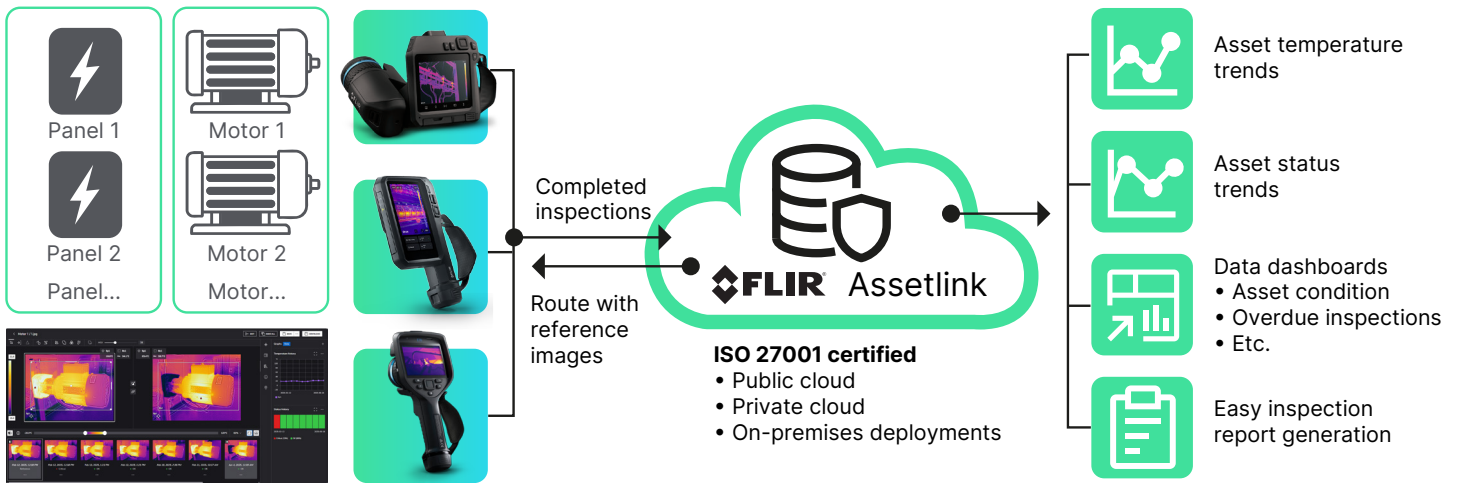 Panel 1
Panel 2
Panel...
Motor 1
Motor 2
Motor...
Completed
inspections
Route with
reference
images
FLIR Assetlink
ISO 27001 certified
• Public cloud
• Private cloud
• On-premises deployments
Asset temperature
trends
Asset status
trends
Data dashboards
• Asset condition
• Overdue inspections
• Etc.
Easy inspection
report generation